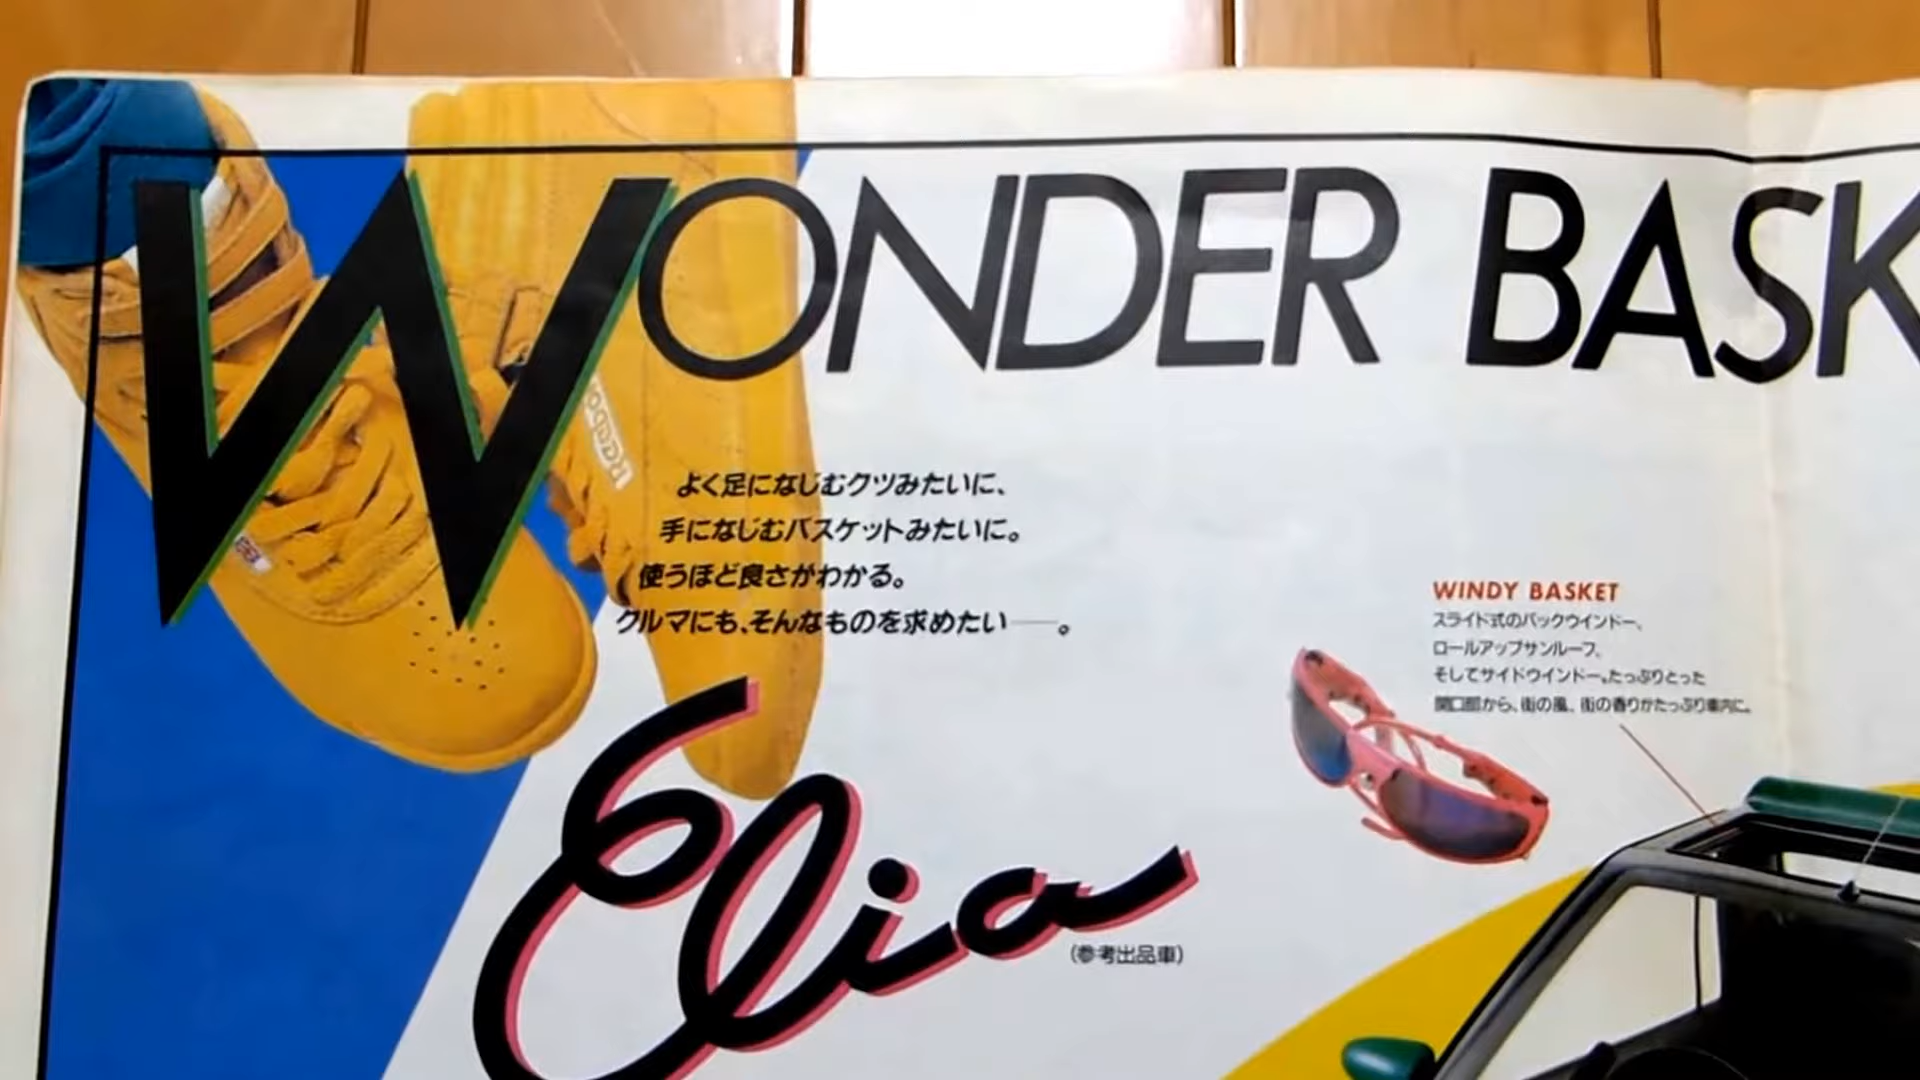 WONDER BASK
よく足になじむクツみたいに、
手になじむバスケットみたいに。
使うほど良さがわかる。
クルマにも、そんなものを求めたい──。
Elia
(参考出品車)
WINDY BASKET
スライド式のバックウインドー、
ロールアップサンルーフ、
そしてサイドウインドー。たっぷりとった
開口部から、街の風、街の香りがたっぷり車内に。
Reebok